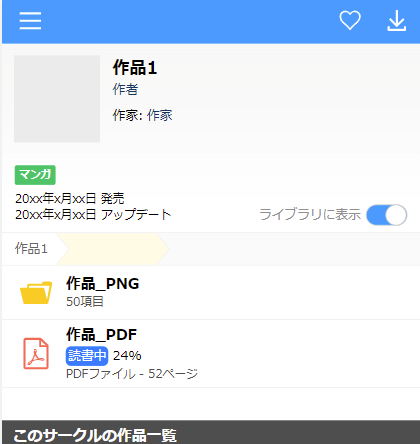 作品1
作者
作家: 作家
マンガ
20xx年x月xx日 発売
20xx年x月xx日 アップデート
ライブラリに表示
作品1
作品_PNG
50項目
作品_PDF
読書中 24%
PDFファイル - 52ページ
このサークルの作品一覧